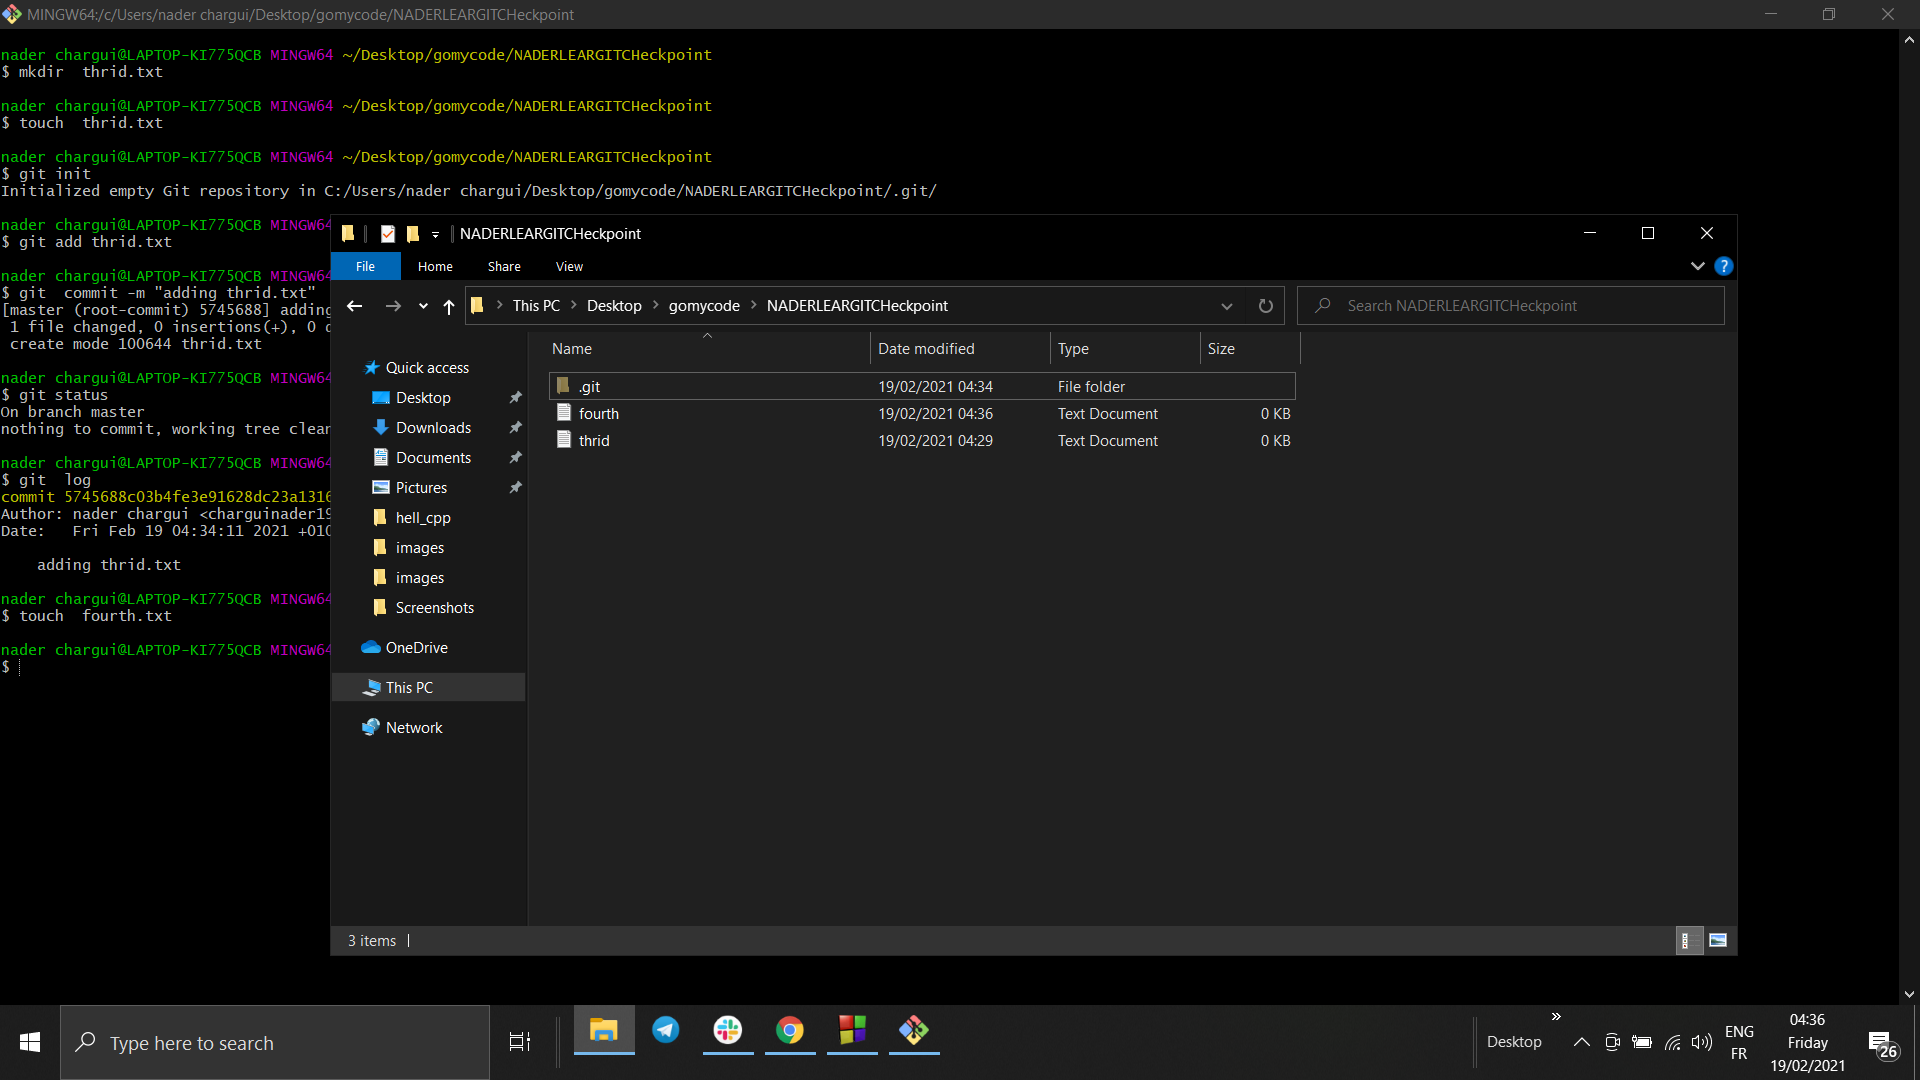 MINGW64:/c/Users/nader chargui/Desktop/gomycode/NADERLEARGITCHeckpoint
nader chargui@LAPTOP-KI775QCB MINGW64 ~/Desktop/gomycode/NADERLEARGITCHeckpoint
$ mkdir  thrid.txt
nader chargui@LAPTOP-KI775QCB MINGW64 ~/Desktop/gomycode/NADERLEARGITCHeckpoint
$ touch  thrid.txt
nader chargui@LAPTOP-KI775QCB MINGW64 ~/Desktop/gomycode/NADERLEARGITCHeckpoint
$ git init
Initialized empty Git repository in C:/Users/nader chargui/Desktop/gomycode/NADERLEARGITCHeckpoint/.git/
nader chargui@LAPTOP-KI775QCB MINGW64
$ git add thrid.txt
nader chargui@LAPTOP-KI775QCB MINGW64
$ git  commit -m "adding thrid.txt"
[master (root-commit) 5745688] adding
 1 file changed, 0 insertions(+), 0 d
 create mode 100644 thrid.txt
nader chargui@LAPTOP-KI775QCB MINGW64
$ git status
On branch master
nothing to commit, working tree clean
nader chargui@LAPTOP-KI775QCB MINGW64
$ git  log
commit 5745688c03b4fe3e91628dc23a1316
Author: nader chargui <charguinader19
Date:   Fri Feb 19 04:34:11 2021 +010
    adding thrid.txt
nader chargui@LAPTOP-KI775QCB MINGW64
$ touch  fourth.txt
nader chargui@LAPTOP-KI775QCB MINGW64
$
NADERLEARGITCHeckpoint
File Home Share View
This PC Desktop gomycode NADERLEARGITCHeckpoint Search NADERLEARGITCHeckpoint
Name Date modified Type Size
.git 19/02/2021 04:34 File folder
fourth 19/02/2021 04:36 Text Document 0 KB
thrid 19/02/2021 04:29 Text Document 0 KB
Quick access
Desktop
Downloads
Documents
Pictures
hell_cpp
images
images
Screenshots
OneDrive
This PC
Network
3 items
Type here to search
Desktop
ENG
FR
04:36
Friday
19/02/2021
26